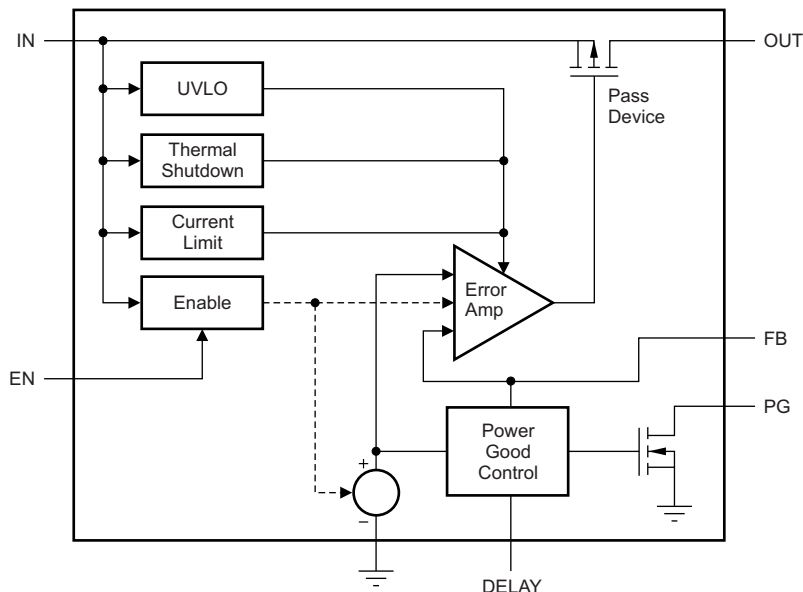 IN
OUT
UVLO
Pass
Device
Thermal
Shutdown
Current
Limit
Error
Amp
Enable
FB
EN
PG
Power
Good
Control
+
–
DELAY